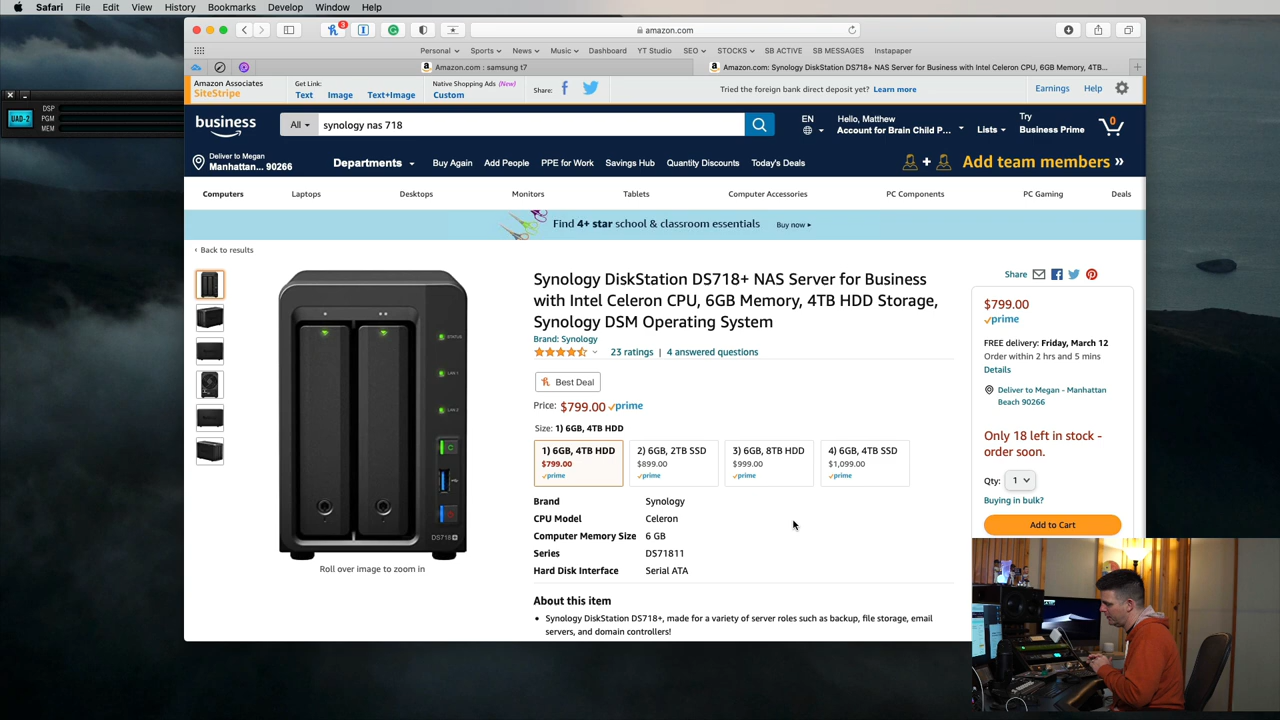 Safari File Edit View History Bookmarks Develop Window Help
3
amazon.com
Personal Sports News Music Dashboard YT Studio SEO STOCKS SB ACTIVE SB MESSAGES Instapaper
Amazon.com : samsung t7
Amazon.com: Synology DiskStation DS718+ NAS Server for Business with Intel Celeron CPU, 6GB Memory, 4TB...
Amazon Associates
SiteStripe
Get Link:
Text Image Text+Image
Native Shopping Ads (New)
Custom
Share:
Tried the foreign bank direct deposit yet? Learn more
Earnings Help
UAD-2
DSP
PGM
MEM
business
All
synology nas 718
EN
Hello, Matthew
Account for Brain Child P...
Lists
Try
Business Prime
0
Deliver to Megan
Manhattan... 90266
Departments
Buy Again Add People PPE for Work Savings Hub Quantity Discounts Today's Deals
+ Add team members »
Computers Laptops Desktops Monitors Tablets Computer Accessories PC Components PC Gaming Deals
Find 4+ star school & classroom essentials Buy now ▸
‹ Back to results
STATUS
LINK 1
LINK 2
DS718+
Roll over image to zoom in
Synology DiskStation DS718+ NAS Server for Business
with Intel Celeron CPU, 6GB Memory, 4TB HDD Storage,
Synology DSM Operating System
Brand: Synology
23 ratings | 4 answered questions
Best Deal
Price: $799.00 prime
Size: 1) 6GB, 4TB HDD
1) 6GB, 4TB HDD
$799.00
prime
2) 6GB, 2TB SSD
$899.00
prime
3) 6GB, 8TB HDD
$999.00
prime
4) 6GB, 4TB SSD
$1,099.00
prime
Brand Synology
CPU Model Celeron
Computer Memory Size 6 GB
Series DS71811
Hard Disk Interface Serial ATA
About this item
• Synology DiskStation DS718+, made for a variety of server roles such as backup, file storage, email
servers, and domain controllers!
Share
$799.00
prime
FREE delivery: Friday, March 12
Order within 2 hrs and 5 mins
Details
Deliver to Megan - Manhattan
Beach 90266
Only 18 left in stock -
order soon.
Qty: 1
Buying in bulk?
Add to Cart